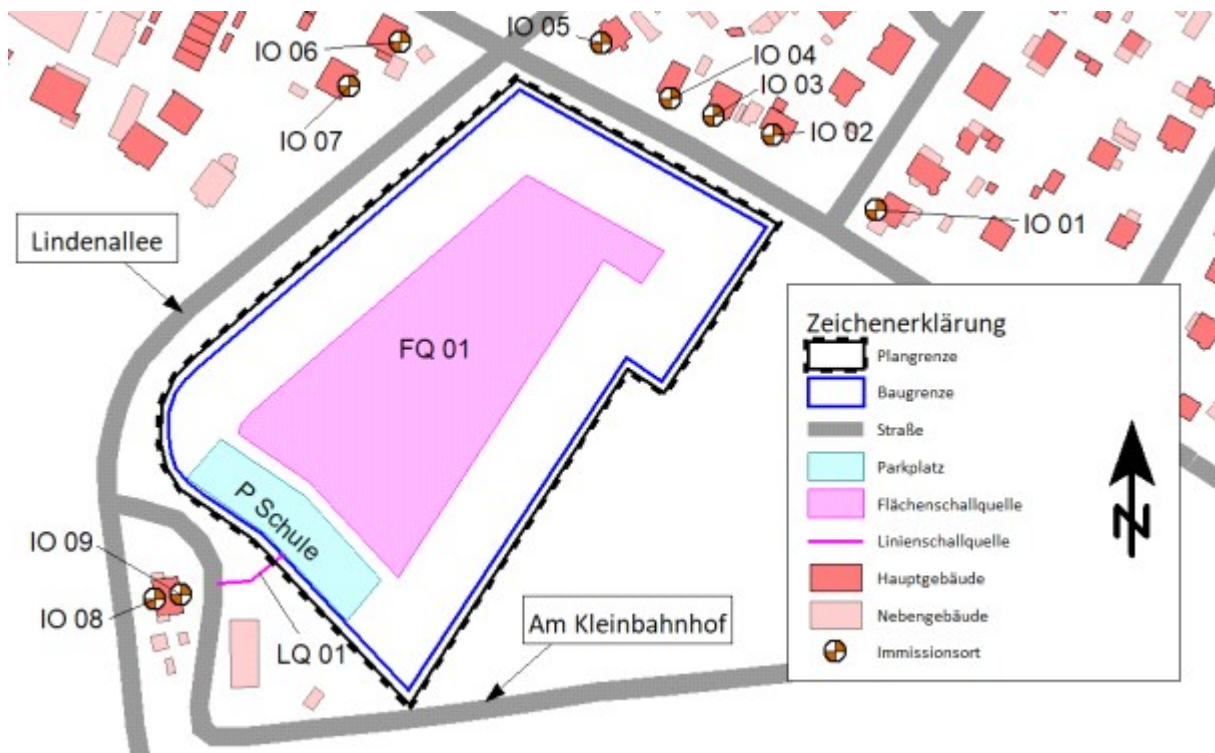 IO 06
IO 05
IO 04
IO 03
IO 07
IO 02
IO 01
Lindenallee
FQ 01
P Schule
IO 09
IO 08
LQ 01
Am Kleinbahnhof
Zeichenerklärung
Plangrenze
Baugrenze
Straße
Parkplatz
Flächenschallquelle
Linienschallquelle
Hauptgebäude
Nebengebäude
Immissionsort
N